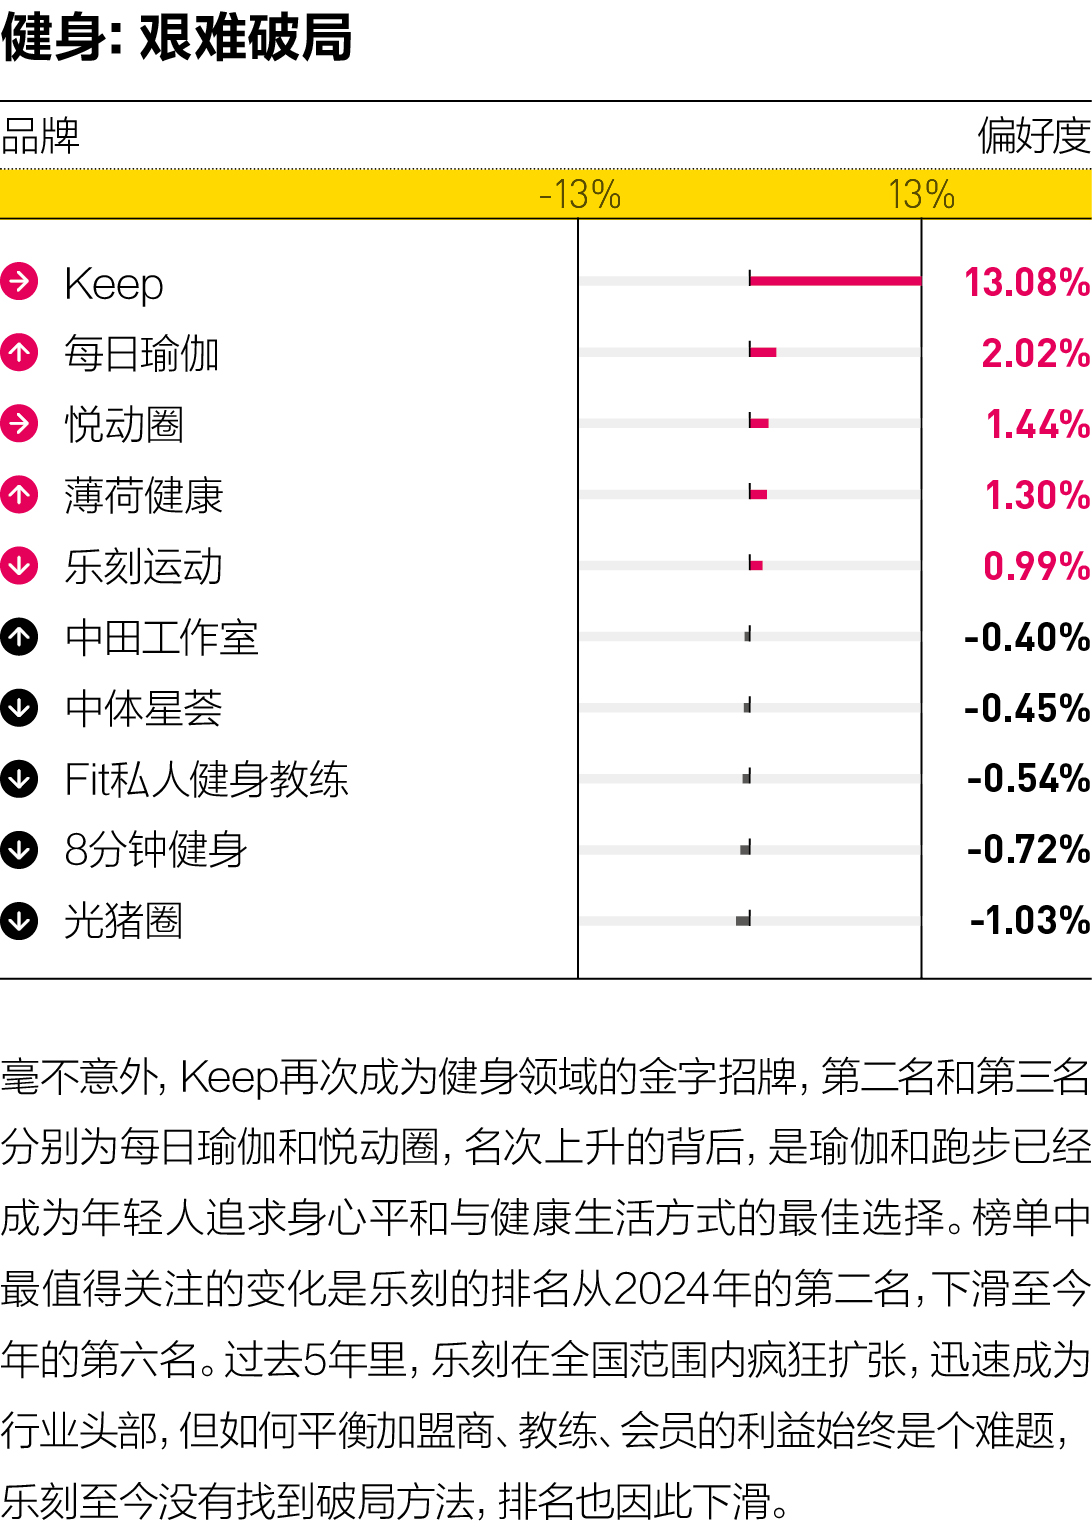 健身：艰难破局
品牌 偏好度
-13% 13%
Keep 13.08%
每日瑜伽 2.02%
悦动圈 1.44%
薄荷健康 1.30%
乐刻运动 0.99%
中田工作室 -0.40%
中体星荟 -0.45%
Fit私人健身教练 -0.54%
8分钟健身 -0.72%
光猪圈 -1.03%
毫不意外，Keep再次成为健身领域的金字招牌，第二名和第三名
分别为每日瑜伽和悦动圈，名次上升的背后，是瑜伽和跑步已经
成为年轻人追求身心平和与健康生活方式的最佳选择。榜单中
最值得关注的变化是乐刻的排名从2024年的第二名，下滑至今
年的第六名。过去5年里，乐刻在全国范围内疯狂扩张，迅速成为
行业头部，但如何平衡加盟商、教练、会员的利益始终是个难题，
乐刻至今没有找到破局方法，排名也因此下滑。